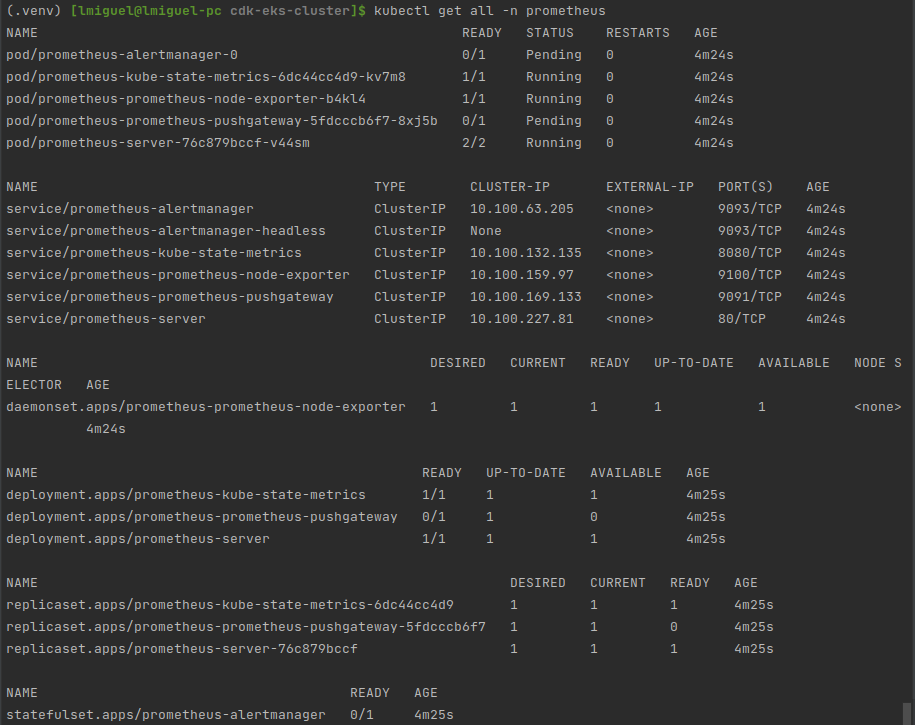 (.venv) [lmiguel@lmiguel-pc cdk-eks-cluster]$ kubectl get all -n prometheus
NAME READY STATUS RESTARTS AGE
pod/prometheus-alertmanager-0 0/1 Pending 0 4m24s
pod/prometheus-kube-state-metrics-6dc44cc4d9-kv7m8 1/1 Running 0 4m24s
pod/prometheus-prometheus-node-exporter-b4kl4 1/1 Running 0 4m24s
pod/prometheus-prometheus-pushgateway-5fdcccb6f7-8xj5b 0/1 Pending 0 4m24s
pod/prometheus-server-76c879bccf-v44sm 2/2 Running 0 4m24s
NAME TYPE CLUSTER-IP EXTERNAL-IP PORT(S) AGE
service/prometheus-alertmanager ClusterIP 10.100.63.205 <none> 9093/TCP 4m24s
service/prometheus-alertmanager-headless ClusterIP None <none> 9093/TCP 4m24s
service/prometheus-kube-state-metrics ClusterIP 10.100.132.135 <none> 8080/TCP 4m24s
service/prometheus-prometheus-node-exporter ClusterIP 10.100.159.97 <none> 9100/TCP 4m24s
service/prometheus-prometheus-pushgateway ClusterIP 10.100.169.133 <none> 9091/TCP 4m24s
service/prometheus-server ClusterIP 10.100.227.81 <none> 80/TCP 4m24s
NAME DESIRED CURRENT READY UP-TO-DATE AVAILABLE NODE S
ELECTOR AGE
daemonset.apps/prometheus-prometheus-node-exporter 1 1 1 1 1 <none>
4m24s
NAME READY UP-TO-DATE AVAILABLE AGE
deployment.apps/prometheus-kube-state-metrics 1/1 1 1 4m25s
deployment.apps/prometheus-prometheus-pushgateway 0/1 1 0 4m25s
deployment.apps/prometheus-server 1/1 1 1 4m25s
NAME DESIRED CURRENT READY AGE
replicaset.apps/prometheus-kube-state-metrics-6dc44cc4d9 1 1 1 4m25s
replicaset.apps/prometheus-prometheus-pushgateway-5fdcccb6f7 1 1 0 4m25s
replicaset.apps/prometheus-server-76c879bccf 1 1 1 4m25s
NAME READY AGE
statefulset.apps/prometheus-alertmanager 0/1 4m25s